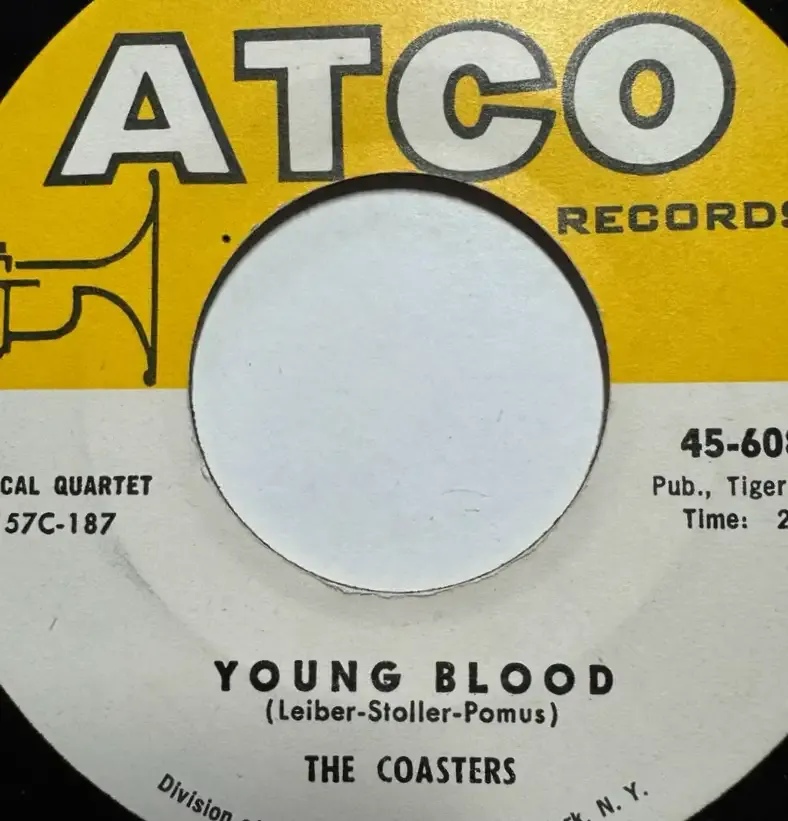 ATCO
RECORDS
CAL QUARTET
57C-187
45-608
Pub., Tiger
Time: 2
YOUNG BLOOD
(Leiber-Stoller-Pomus)
THE COASTERS
Division
N. Y.